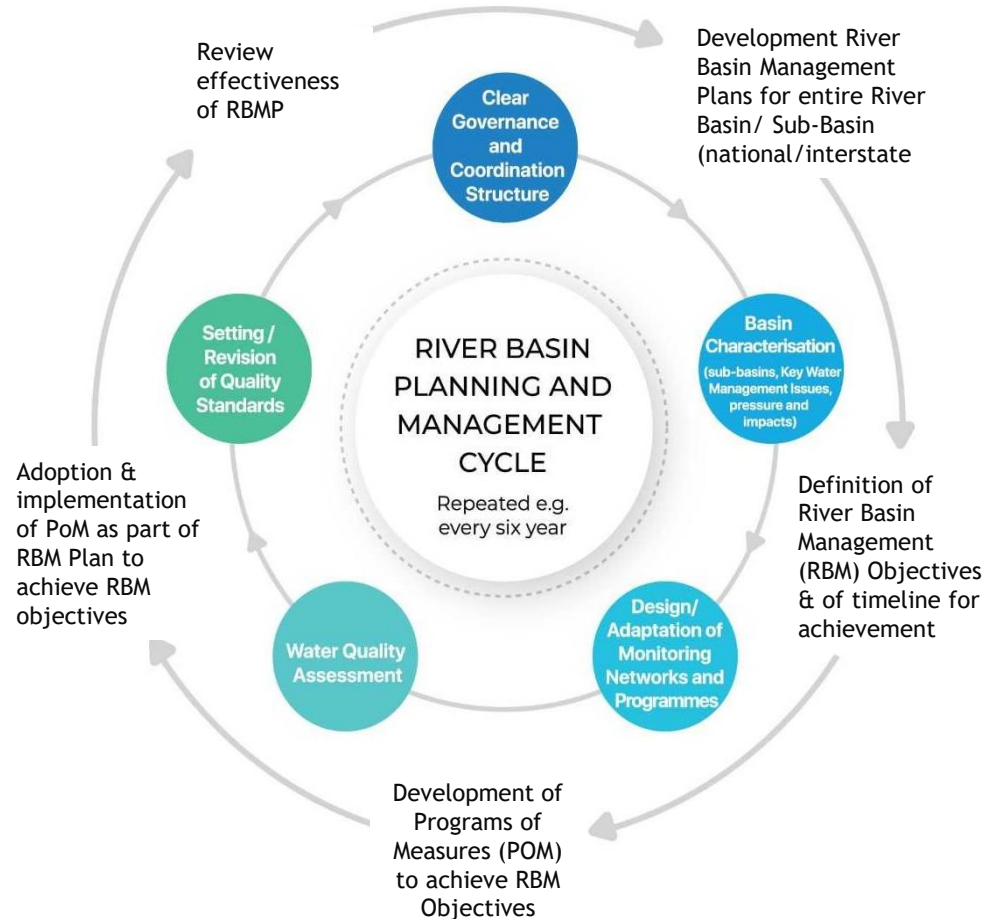 Review
effectiveness
of RBMP
Development River
Basin Management
Plans for entire River
Basin/ Sub-Basin
(national/interstate
Clear
Governance
and
Coordination
Structure
Setting /
Revision
of Quality
Standards
RIVER BASIN
PLANNING AND
MANAGEMENT
CYCLE
Repeated e.g.
every six year
Basin
Characterisation
(sub-basins, Key Water
Management Issues,
pressure and
impacts)
Adoption &
implementation
of PoM as part of
RBM Plan to
achieve RBM
objectives
Definition of
River Basin
Management
(RBM) Objectives
& of timeline for
achievement
Water Quality
Assessment
Design/
Adaptation of
Monitoring
Networks and
Programmes
Development of
Programs of
Measures (POM)
to achieve RBM
Objectives